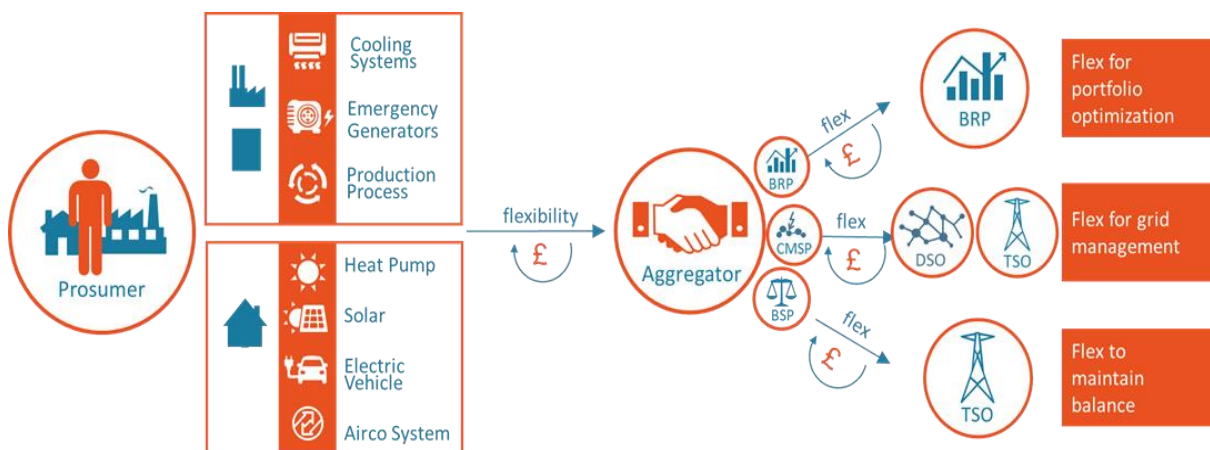 Prosumer
Cooling
Systems
Emergency
Generators
Production
Process
Heat Pump
Solar
Electric
Vehicle
Airco System
flexibility
£
Aggregator
BRP
CMSP
BSP
flex
£
flex
£
flex
£
BRP
DSO
TSO
TSO
Flex for
portfolio
optimization
Flex for grid
management
Flex to
maintain
balance